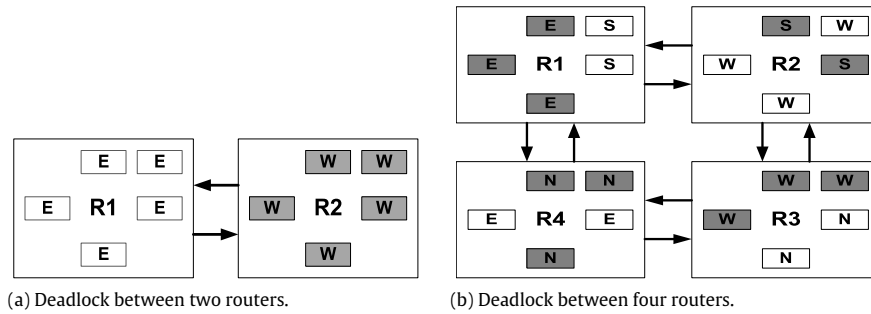 E S
E R1 S
E
S W
W R2 S
W
E E
E R1 E
E
W W
W R2 W
W
N N
E R4 E
N
W W
W R3 N
N
(a) Deadlock between two routers.
(b) Deadlock between four routers.